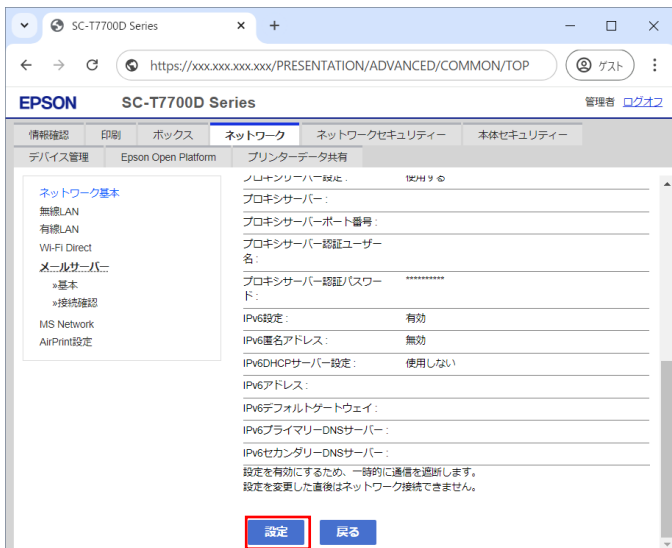 SC-T7700D Series
https://xxx.xxx.xxx.xxx/PRESENTATION/ADVANCED/COMMON/TOP
ゲスト
EPSON SC-T7700D Series
管理者 ログオフ
情報確認 印刷 ボックス ネットワーク ネットワークセキュリティー 本体セキュリティー
デバイス管理 Epson Open Platform プリンターデータ共有
ネットワーク基本
無線LAN
有線LAN
Wi-Fi Direct
メールサーバー
»基本
»接続確認
MS Network
AirPrint設定
プロキシサーバー設定 : 使用する
プロキシサーバー :
プロキシサーバーポート番号 :
プロキシサーバー認証ユーザー
名 :
プロキシサーバー認証パスワー **********
ド :
IPv6設定 : 有効
IPv6匿名アドレス : 無効
IPv6DHCPサーバー設定 : 使用しない
IPv6アドレス :
IPv6デフォルトゲートウェイ :
IPv6プライマリーDNSサーバー :
IPv6セカンダリーDNSサーバー :
設定を有効にするため、一時的に通信を遮断します。
設定を変更した直後はネットワーク接続できません。
設定 戻る